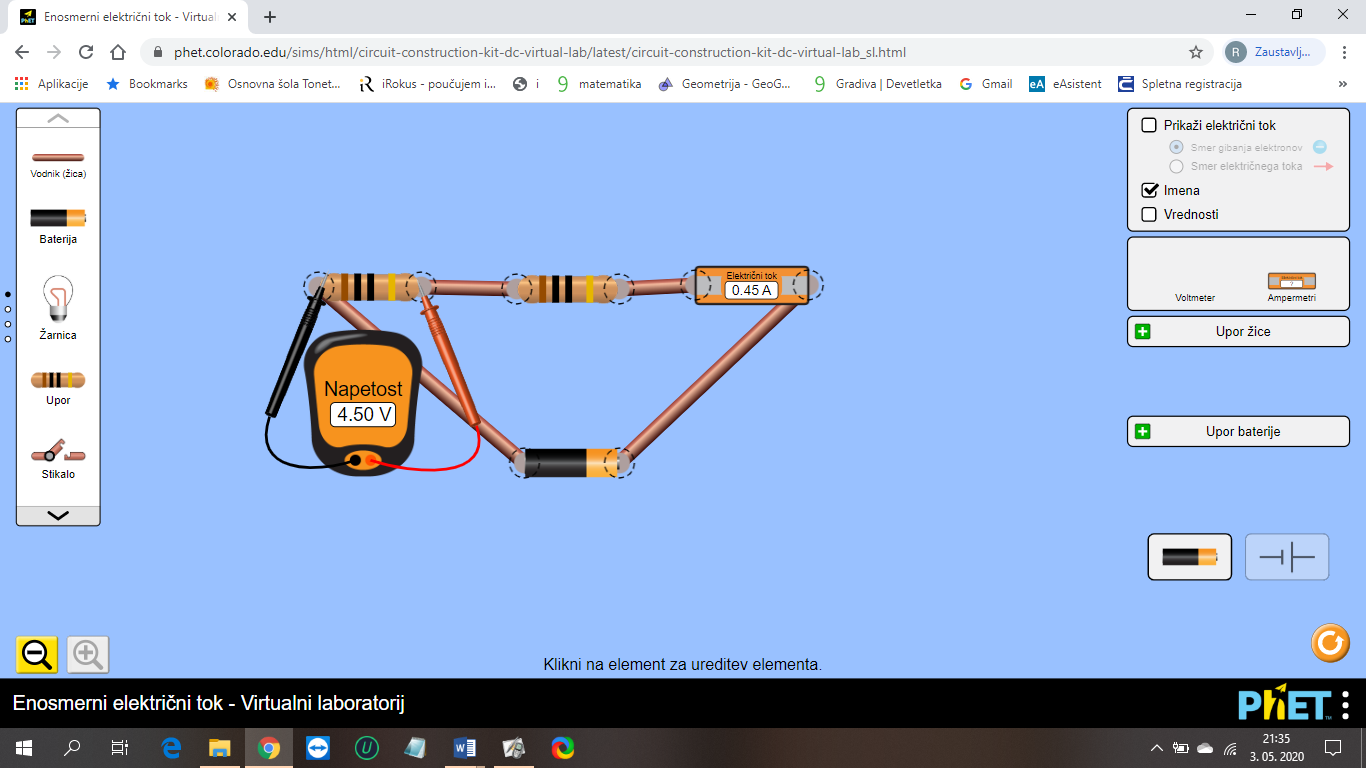 Enosmerni električni tok - Virtual
phet.colorado.edu/sims/html/circuit-construction-kit-dc-virtual-lab/latest/circuit-construction-kit-dc-virtual-lab_sl.html
R Zaustavlj...
Aplikacije Bookmarks Osnovna šola Tonet... iRokus - poučujem i... i matematika Geometrija - GeoG... Gradiva | Devetletka Gmail eAsistent Spletna registracija »
Vodnik (žica)
Baterija
Žarnica
Upor
Stikalo
Električni tok
0.45 A
Napetost
4.50 V
Prikaži električni tok
Smer gibanja elektronov
Smer električnega toka
Imena
Vrednosti
Voltmeter
?
Ampermetri
Upor žice
Upor baterije
Klikni na element za ureditev elementa.
Enosmerni električni tok - Virtualni laboratorij
PhET
21:35
3. 05. 2020